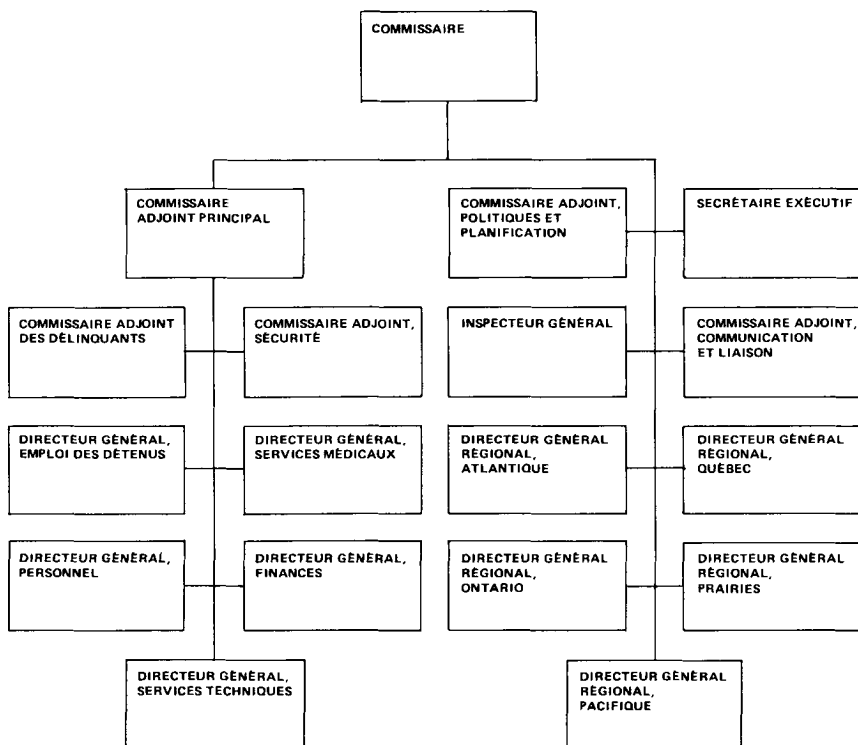 COMMISSAIRE
COMMISSAIRE
ADJOINT PRINCIPAL
COMMISSAIRE ADJOINT,
POLITIQUES ET
PLANIFICATION
SECRÉTAIRE EXÉCUTIF
COMMISSAIRE ADJOINT
DES DÉLINQUANTS
COMMISSAIRE ADJOINT,
SÉCURITÉ
INSPECTEUR GÉNÉRAL
COMMISSAIRE ADJOINT,
COMMUNICATION
ET LIAISON
DIRECTEUR GÉNÉRAL,
EMPLOI DES DÉTENUS
DIRECTEUR GÉNÉRAL,
SERVICES MÉDICAUX
DIRECTEUR GÉNÉRAL
RÉGIONAL,
ATLANTIQUE
DIRECTEUR GÉNÉRAL
RÉGIONAL,
QUÉBEC
DIRECTEUR GÉNÉRAL,
PERSONNEL
DIRECTEUR GÉNÉRAL,
FINANCES
DIRECTEUR GÉNÉRAL
RÉGIONAL,
ONTARIO
DIRECTEUR GÉNÉRAL
RÉGIONAL,
PRAIRIES
DIRECTEUR GÉNÉRAL,
SERVICES TECHNIQUES
DIRECTEUR GÉNÉRAL
RÉGIONAL,
PACIFIQUE